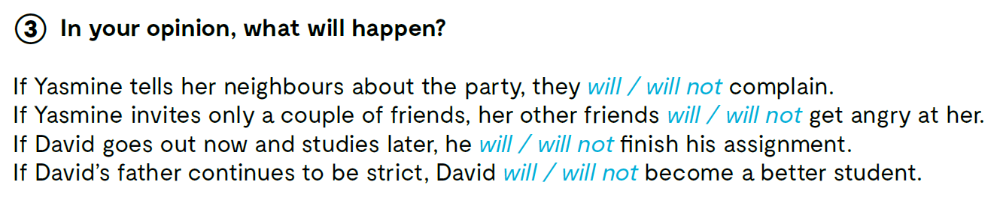 3 In your opinion, what will happen?
If Yasmine tells her neighbours about the party, they will / will not complain.
If Yasmine invites only a couple of friends, her other friends will / will not get angry at her.
If David goes out now and studies later, he will / will not finish his assignment.
If David’s father continues to be strict, David will / will not become a better student.